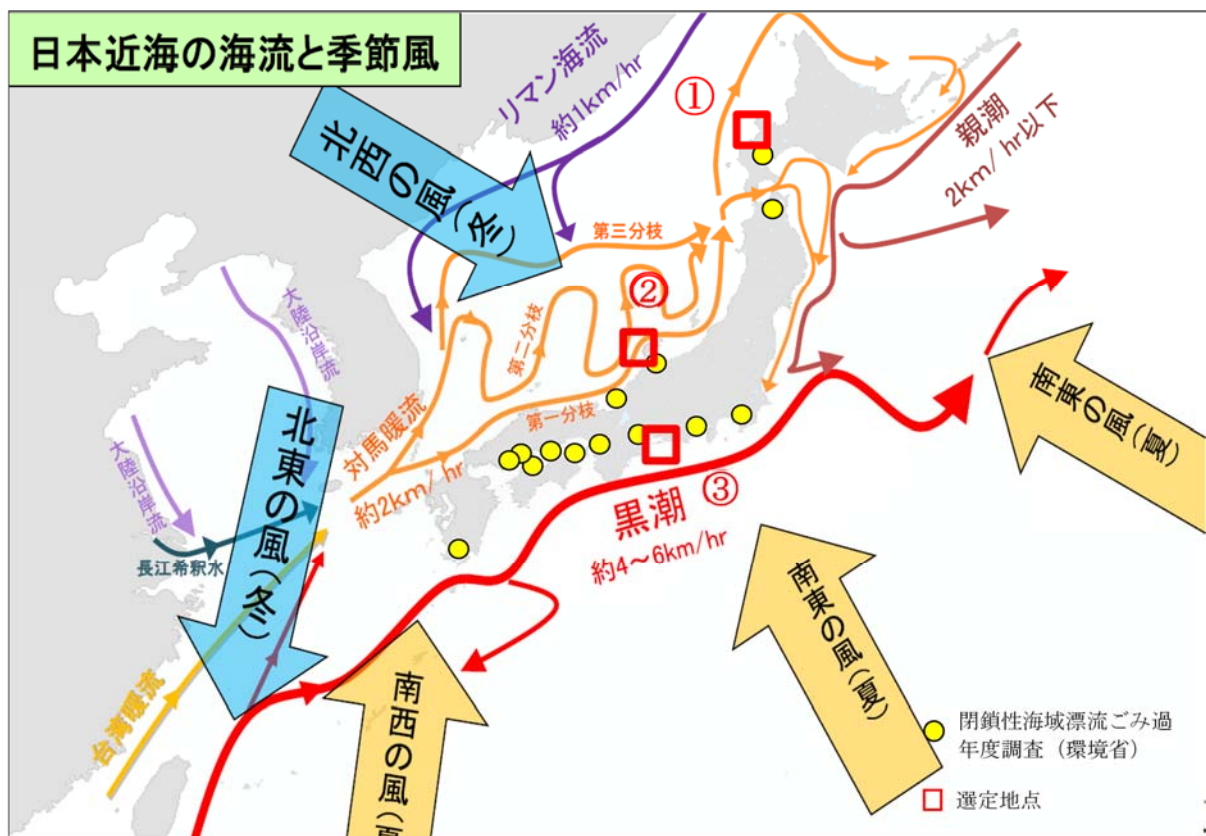 日本近海の海流と季節風
リマン海流
約1km/hr
北西の風(冬)
①
親潮
2km/hr以下
第三分枝
②
第二分枝
大陸沿岸流
第一分枝
対馬暖流
約2km/hr
北東の風(冬)
大陸沿岸流
長江希釈水
台湾暖流
黒潮
③
約4～6km/hr
南東の風(夏)
南東の風(夏)
南西の風(夏
閉鎖性海域漂流ごみ過
年度調査（環境省）
選定地点